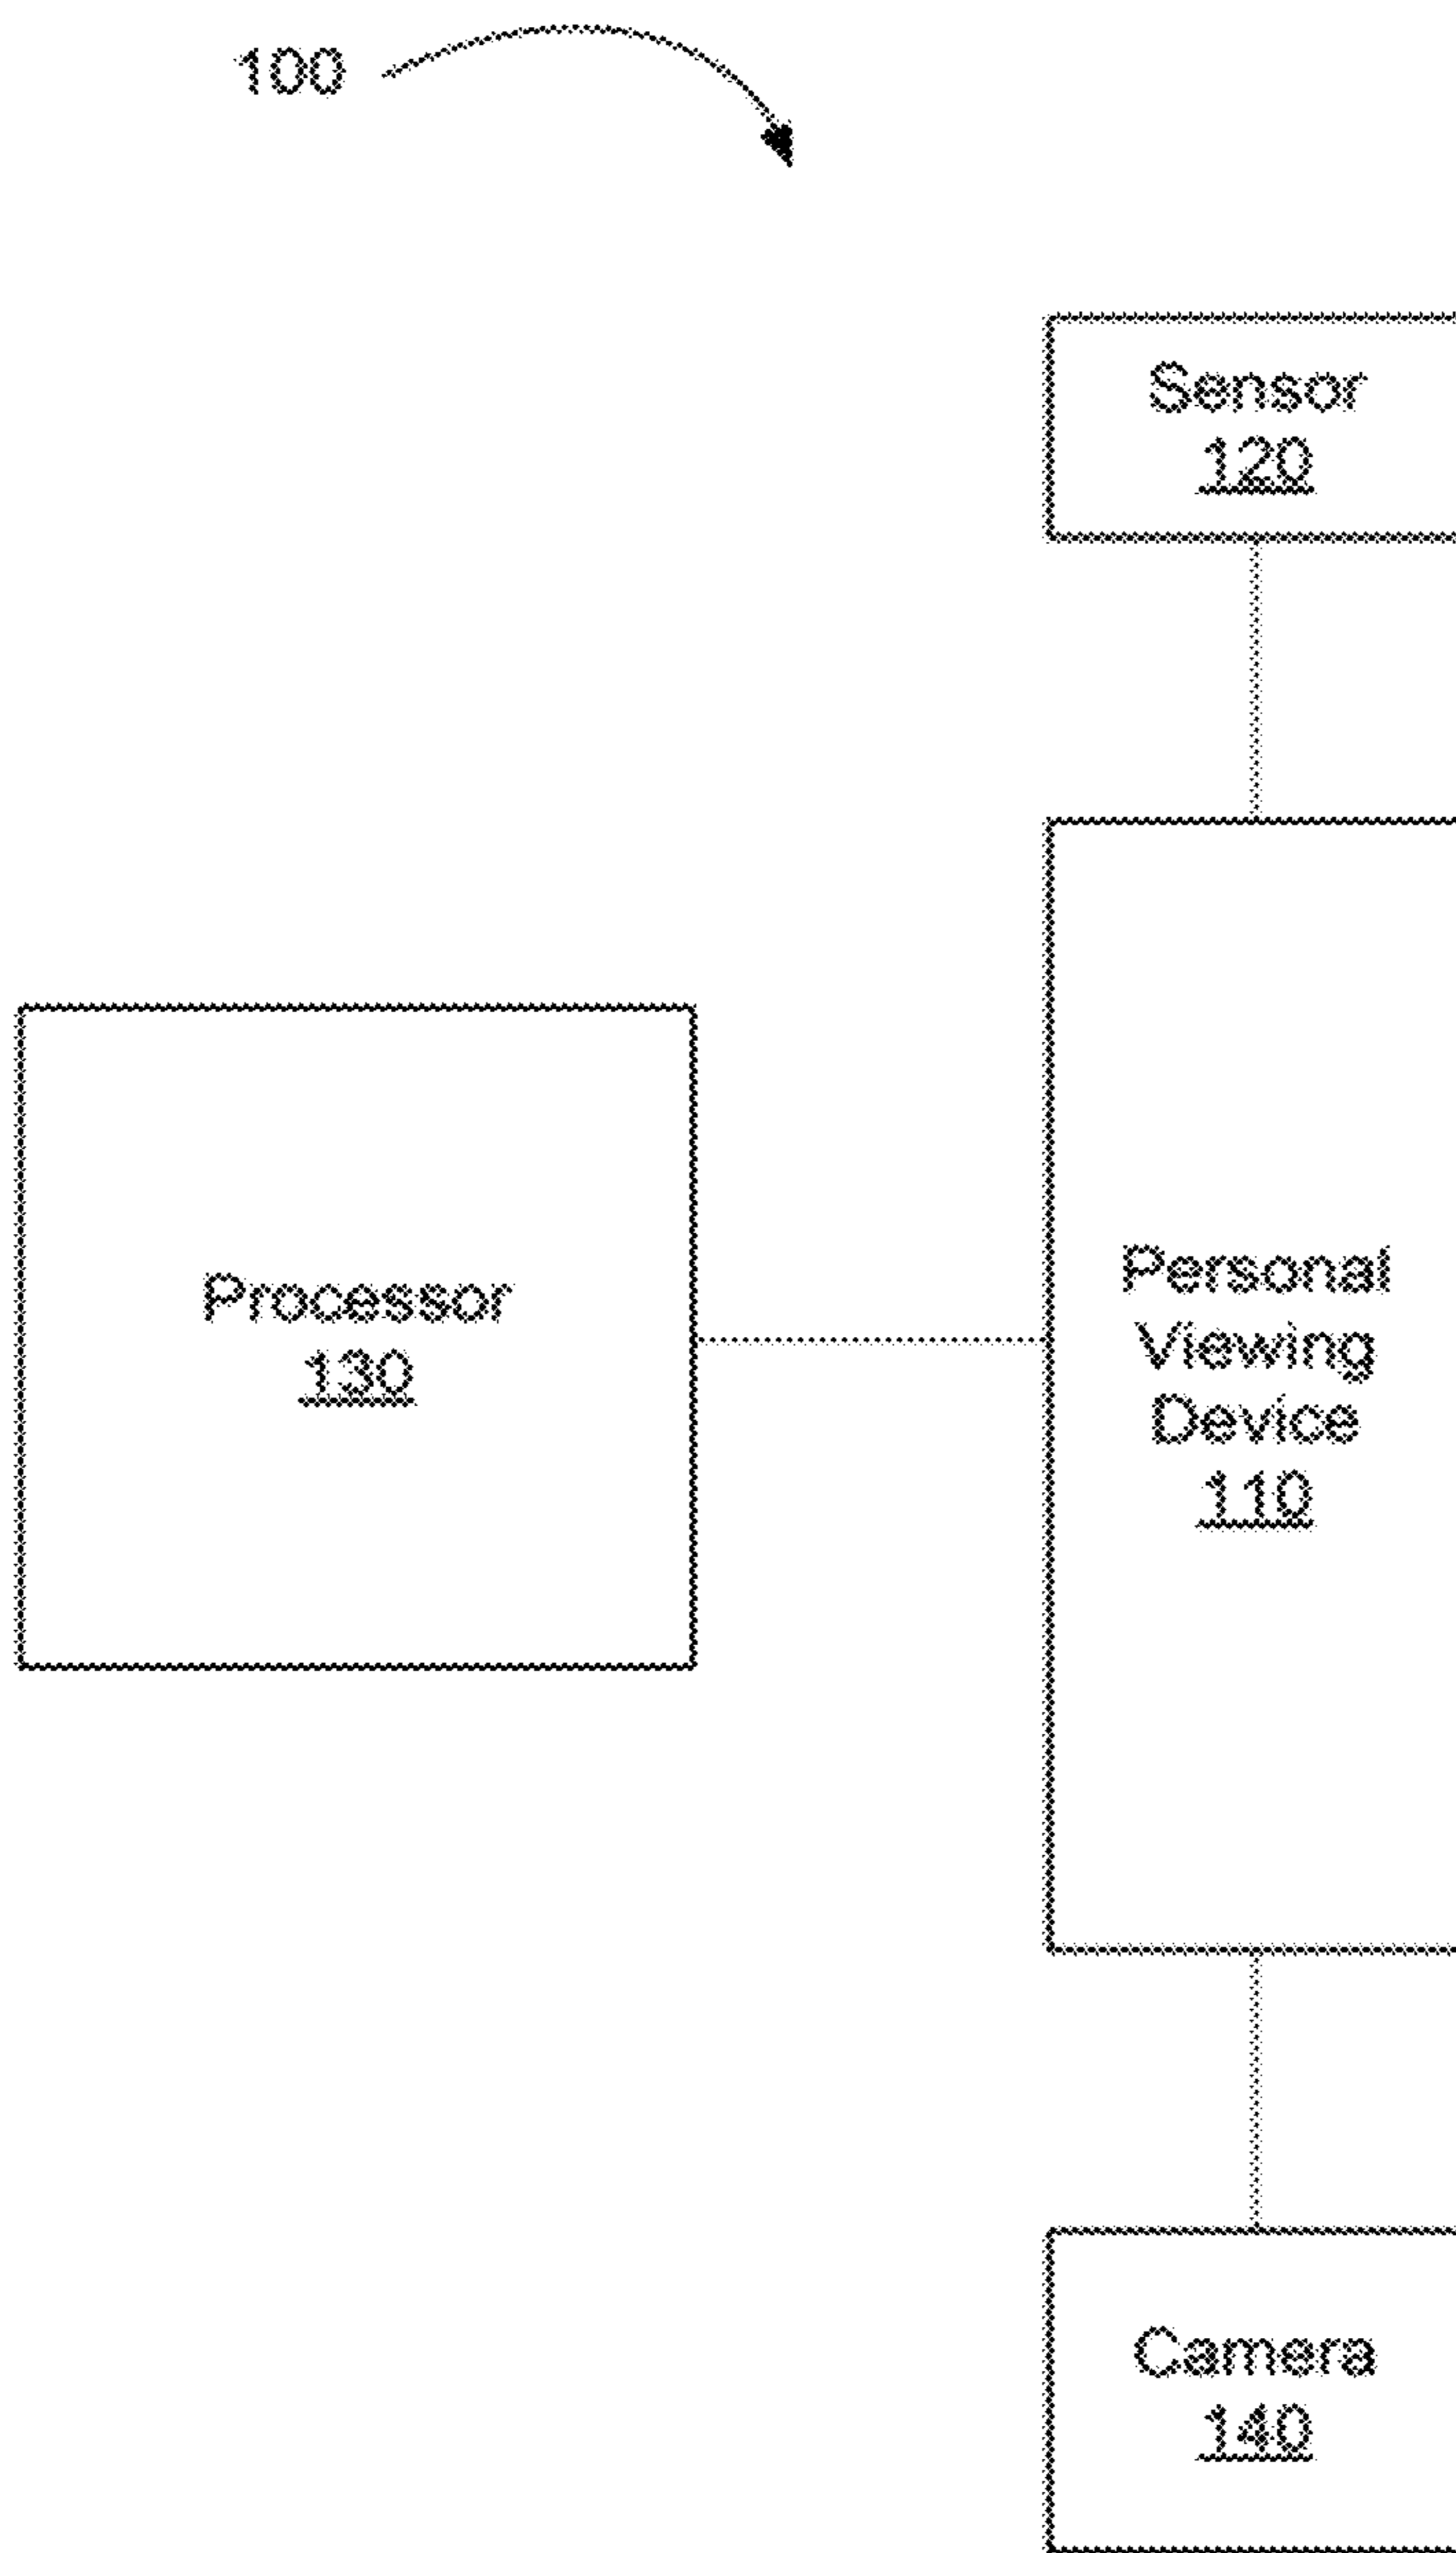 100
Sensor
120
Processor
130
Personal
Viewing
Device
110
Camera
140